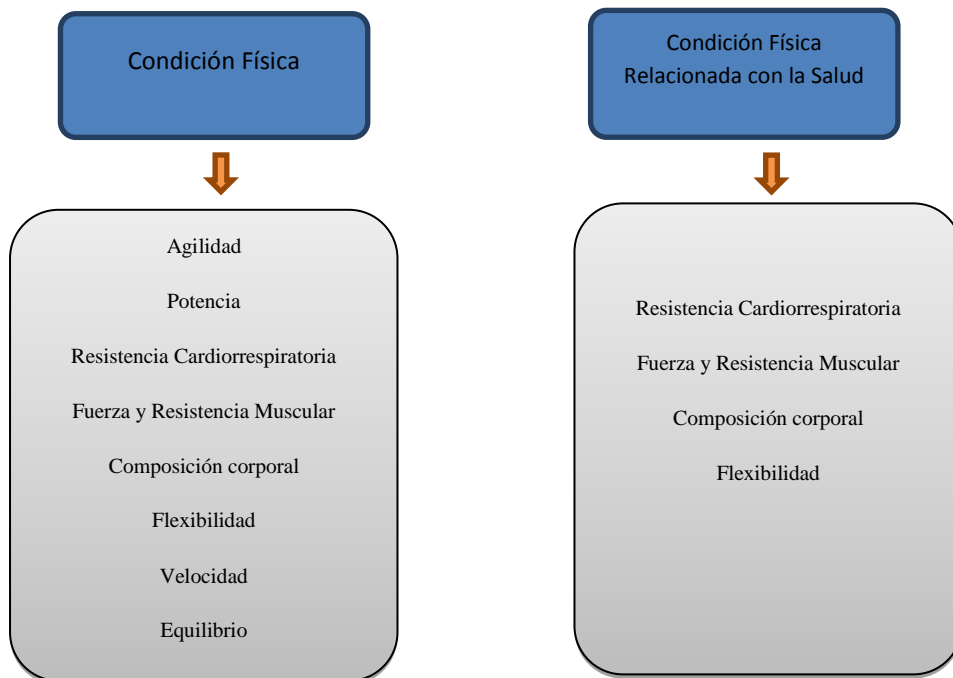 Condición Física
Agilidad
Potencia
Resistencia Cardiorrespiratoria
Fuerza y Resistencia Muscular
Composición corporal
Flexibilidad
Velocidad
Equilibrio
Condición Física
Relacionada con la Salud
Resistencia Cardiorrespiratoria
Fuerza y Resistencia Muscular
Composición corporal
Flexibilidad